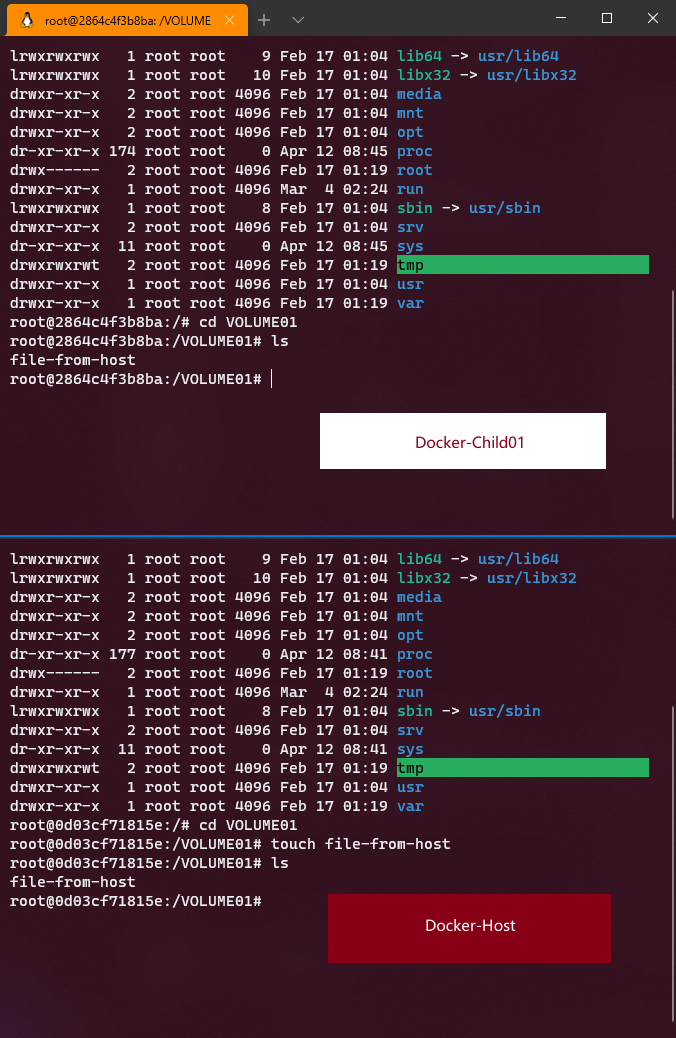 root@2864c4f3b8ba: /VOLUME
lrwxrwxrwx   1 root root    9 Feb 17 01:04 lib64 -> usr/lib64
lrwxrwxrwx   1 root root   10 Feb 17 01:04 libx32 -> usr/libx32
drwxr-xr-x   2 root root 4096 Feb 17 01:04 media
drwxr-xr-x   2 root root 4096 Feb 17 01:04 mnt
drwxr-xr-x   2 root root 4096 Feb 17 01:04 opt
dr-xr-xr-x 174 root root    0 Apr 12 08:45 proc
drwx------   2 root root 4096 Feb 17 01:19 root
drwxr-xr-x   1 root root 4096 Mar  4 02:24 run
lrwxrwxrwx   1 root root    8 Feb 17 01:04 sbin -> usr/sbin
drwxr-xr-x   2 root root 4096 Feb 17 01:04 srv
dr-xr-xr-x  11 root root    0 Apr 12 08:45 sys
drwxrwxrwt   2 root root 4096 Feb 17 01:19 tmp
drwxr-xr-x   1 root root 4096 Feb 17 01:04 usr
drwxr-xr-x   1 root root 4096 Feb 17 01:19 var
root@2864c4f3b8ba:/# cd VOLUME01
root@2864c4f3b8ba:/VOLUME01# ls
file-from-host
root@2864c4f3b8ba:/VOLUME01#
Docker-Child01
lrwxrwxrwx   1 root root    9 Feb 17 01:04 lib64 -> usr/lib64
lrwxrwxrwx   1 root root   10 Feb 17 01:04 libx32 -> usr/libx32
drwxr-xr-x   2 root root 4096 Feb 17 01:04 media
drwxr-xr-x   2 root root 4096 Feb 17 01:04 mnt
drwxr-xr-x   2 root root 4096 Feb 17 01:04 opt
dr-xr-xr-x 177 root root    0 Apr 12 08:41 proc
drwx------   2 root root 4096 Feb 17 01:19 root
drwxr-xr-x   1 root root 4096 Mar  4 02:24 run
lrwxrwxrwx   1 root root    8 Feb 17 01:04 sbin -> usr/sbin
drwxr-xr-x   2 root root 4096 Feb 17 01:04 srv
dr-xr-xr-x  11 root root    0 Apr 12 08:41 sys
drwxrwxrwt   2 root root 4096 Feb 17 01:19 tmp
drwxr-xr-x   1 root root 4096 Feb 17 01:04 usr
drwxr-xr-x   1 root root 4096 Feb 17 01:19 var
root@0d03cf71815e:/# cd VOLUME01
root@0d03cf71815e:/VOLUME01# touch file-from-host
root@0d03cf71815e:/VOLUME01# ls
file-from-host
root@0d03cf71815e:/VOLUME01#
Docker-Host